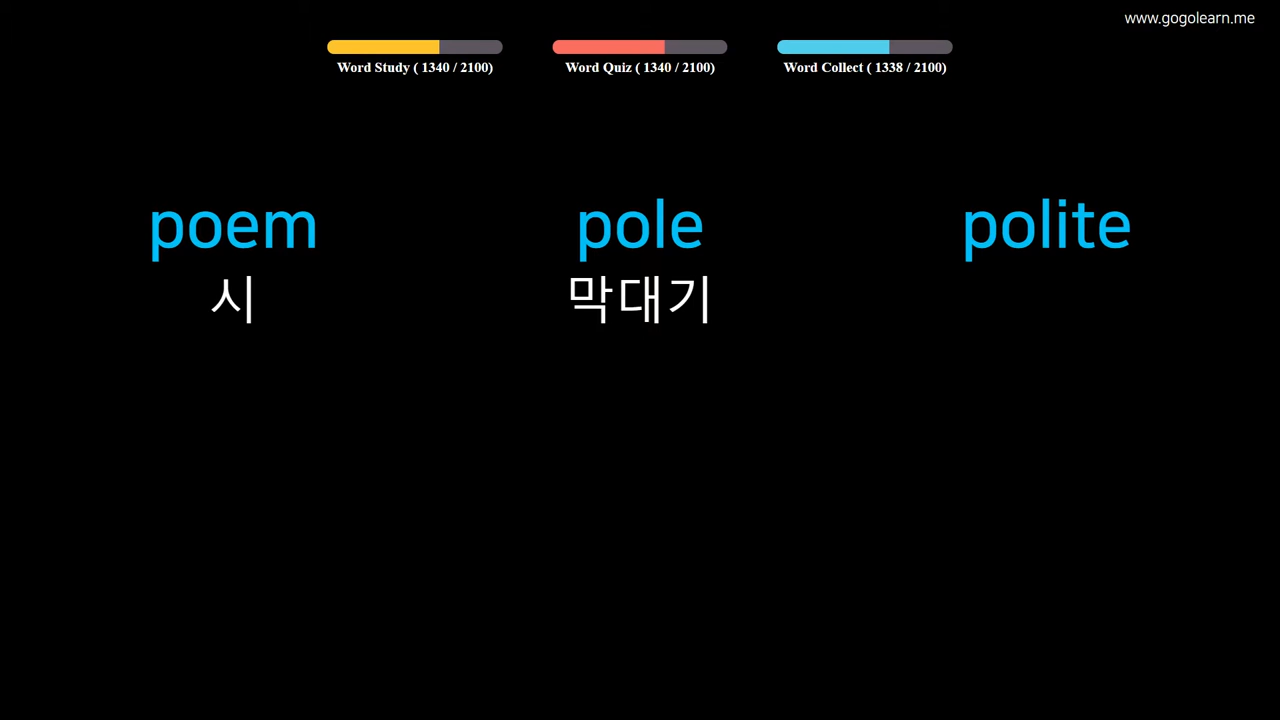 www.gogolearn.me
Word Study ( 1340 / 2100) Word Quiz ( 1340 / 2100) Word Collect ( 1338 / 2100)
poem pole polite
시 막대기